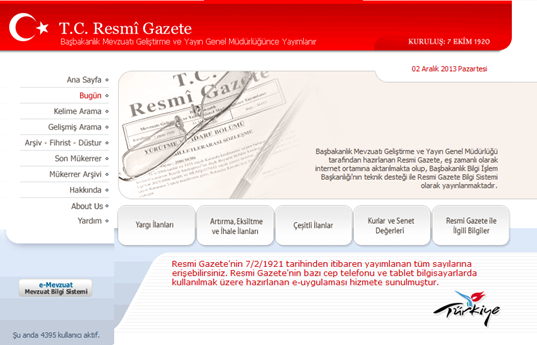 T.C. Resmî Gazete
Başbakanlık Mevzuatı Geliştirme ve Yayın Genel Müdürlüğünce Yayımlanır
KURULUŞ: 7 EKİM 1920
02 Aralık 2013 Pazartesi
Ana Sayfa
Bugün
Kelime Arama
Gelişmiş Arama
Arşiv - Fihrist - Düstur
Son Mükerrer
Mükerrer Arşivi
Hakkında
About Us
Yardım
T.C.
Resmî Gazete
YÜRÜTME VE İDARE BÖLÜMÜ
Başbakanlık Mevzuatı Geliştirme ve Yayın Genel Müdürlüğü
tarafından hazırlanan Resmi Gazete, eş zamanlı olarak
internet ortamına aktarılmakta olup, Başbakanlık Bilgi İşlem
Başkanlığı'nın teknik desteği ile Resmi Gazete Bilgi Sistemi
olarak yayınlanmaktadır.
Yargı İlanları
Artırma, Eksiltme
ve İhale İlanları
Çeşitli İlanlar
Kurlar ve Senet
Değerleri
Resmî Gazete ile
İlgili Bilgiler
Resmi Gazete'nin 7/2/1921 tarihinden itibaren yayımlanan tüm sayılarına
erişebilirsiniz. Resmi Gazete'nin bazı cep telefonu ve tablet bilgisayarlarda
kullanılmak üzere hazırlanan e-uygulaması hizmete sunulmuştur.
e-Mevzuat
Mevzuat Bilgi Sistemi
Türkiye
Şu anda 4395 kullanıcı aktif.